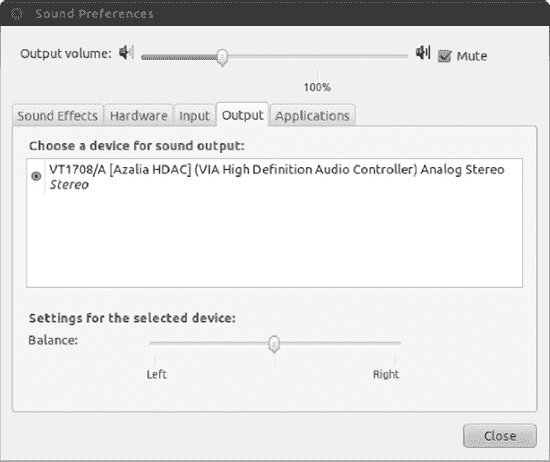 Sound Preferences
Output volume: Mute
100%
Sound Effects Hardware Input Output Applications
Choose a device for sound output:
VT1708/A [Azalia HDAC] (VIA High Definition Audio Controller) Analog Stereo
Stereo
Settings for the selected device:
Balance:
Left Right
Close